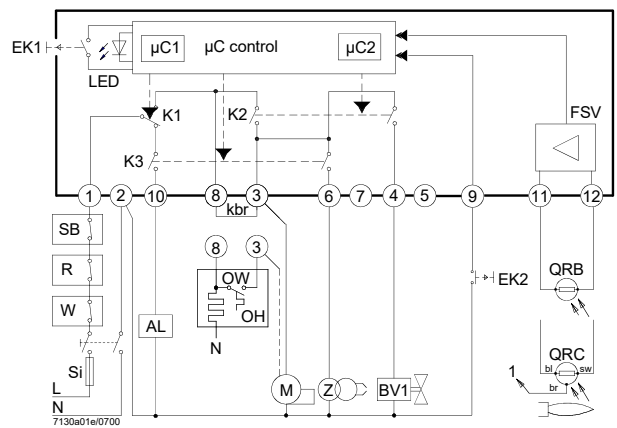 EK1
LED
µC1
µC control
µC2
FSV
K1
K2
K3
1
2
10
8
3
6
7
4
5
9
11
12
kbr
SB
R
W
Si
L
N
AL
8
3
OW
OH
N
M
Z
BV1
EK2
QRB
QRC
bl
sw
br
1
7130a01e/0700